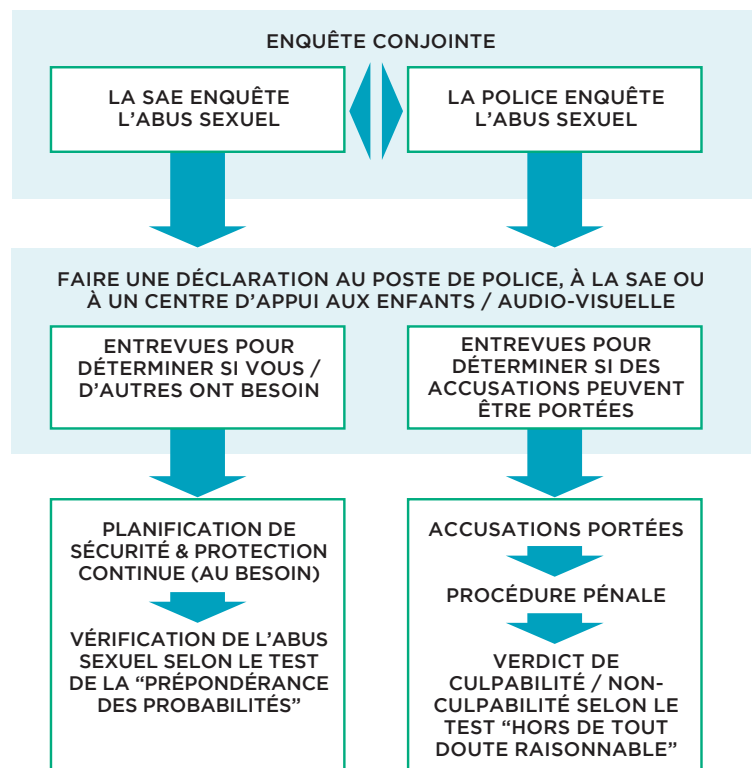 ENQUÊTE CONJOINTE
LA SAE ENQUÊTE
L’ABUS SEXUEL
LA POLICE ENQUÊTE
L’ABUS SEXUEL
FAIRE UNE DÉCLARATION AU POSTE DE POLICE, À LA SAE OU
À UN CENTRE D’APPUI AUX ENFANTS / AUDIO-VISUELLE
ENTREVUES POUR
DÉTERMINER SI VOUS /
D’AUTRES ONT BESOIN
ENTREVUES POUR
DÉTERMINER SI DES
ACCUSATIONS PEUVENT
ÊTRE PORTÉES
PLANIFICATION DE
SÉCURITÉ & PROTECTION
CONTINUE (AU BESOIN)
VÉRIFICATION DE L’ABUS
SEXUEL SELON LE TEST
DE LA “PRÉPONDÉRANCE
DES PROBABILITÉS”
ACCUSATIONS PORTÉES
PROCÉDURE PÉNALE
VERDICT DE
CULPABILITÉ / NON-
CULPABILITÉ SELON LE
TEST “HORS DE TOUT
DOUTE RAISONNABLE”